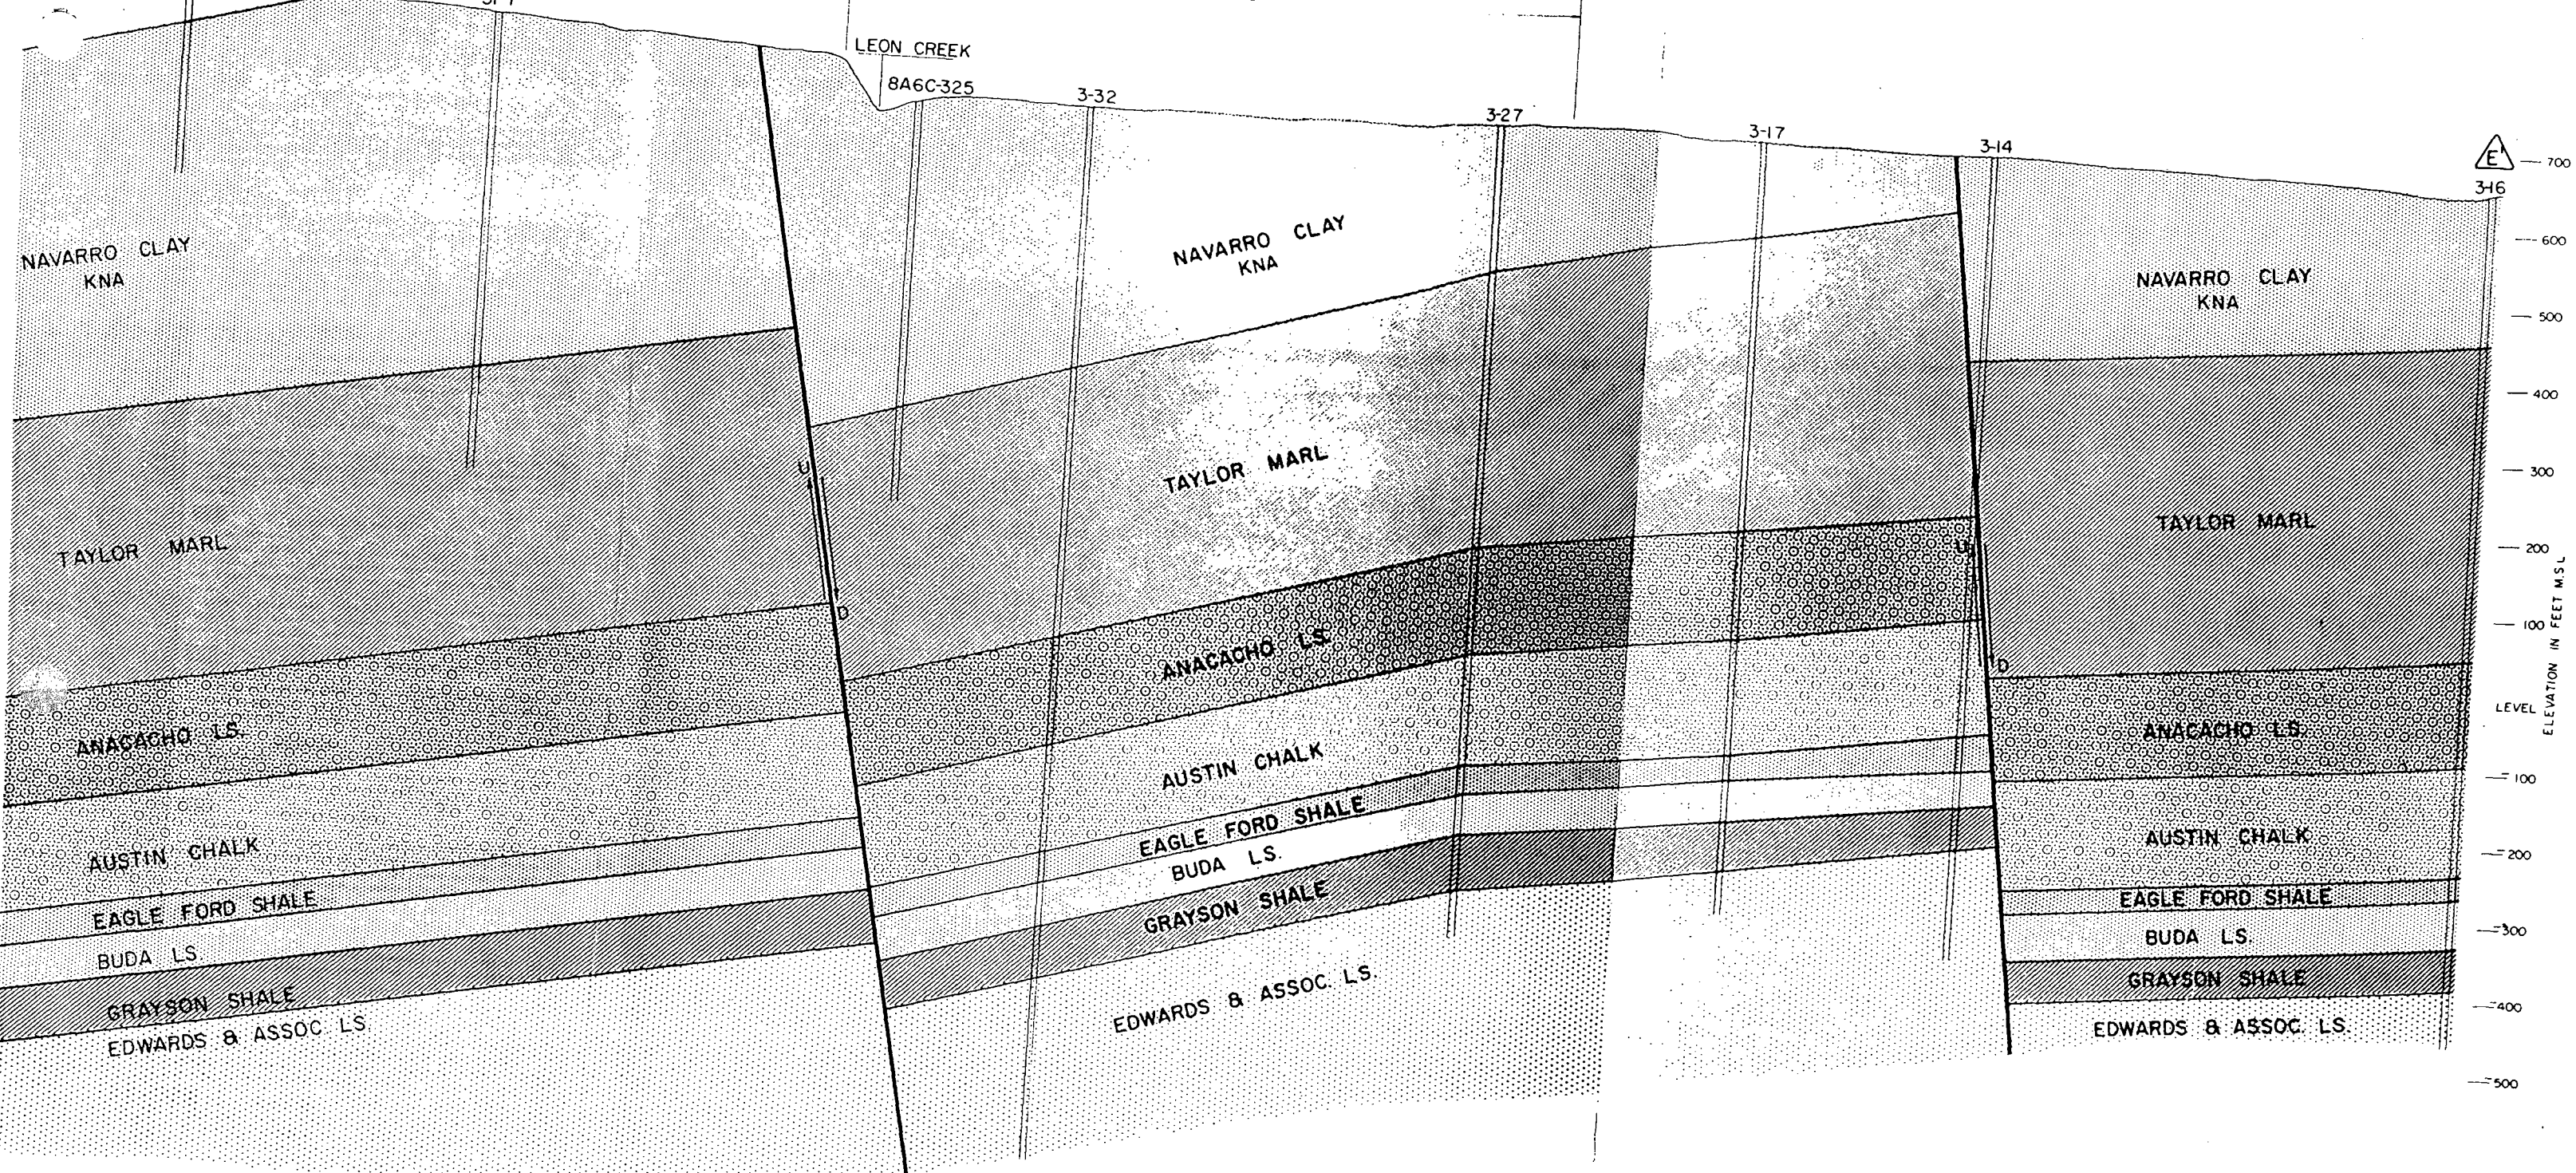 LEON CREEK
8A6C-325
3-32
3-27
3-17
3-14
E'
700
3-16
600
NAVARRO CLAY
KNA
NAVARRO CLAY
KNA
NAVARRO CLAY
KNA
500
400
U
TAYLOR MARL
300
TAYLOR MARL
TAYLOR MARL
U
200
D
100
ELEVATION IN FEET M.S.L.
ANACACHO LS.
D
LEVEL
ANACACHO LS.
ANACACHO LS.
AUSTIN CHALK
-100
AUSTIN CHALK
AUSTIN CHALK
-200
EAGLE FORD SHALE
EAGLE FORD SHALE
EAGLE FORD SHALE
BUDA LS.
BUDA LS.
BUDA LS.
-300
GRAYSON SHALE
GRAYSON SHALE
GRAYSON SHALE
-400
EDWARDS & ASSOC. LS
EDWARDS & ASSOC. LS.
EDWARDS & ASSOC. LS.
-500